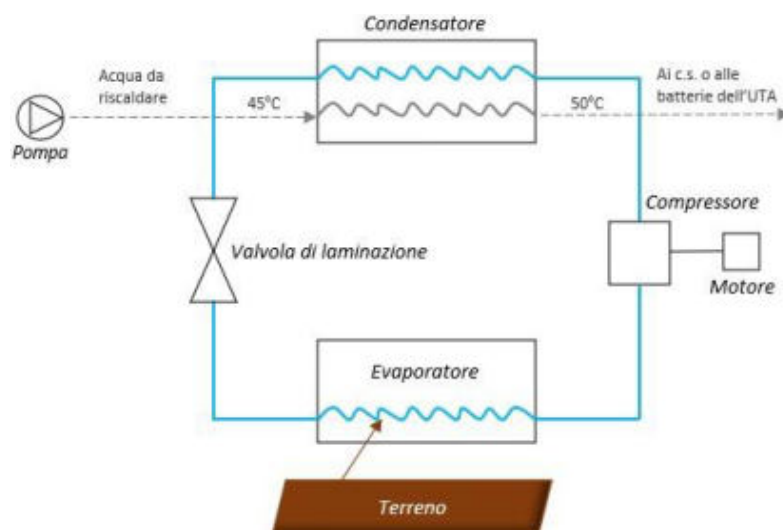 Condensatore
Acqua da
riscaldare
45°C
50°C
Ai c.s. o alle
batterie dell'UTA
Pompa
Compressore
Valvola di laminazione
Motore
Evaporatore
Terreno